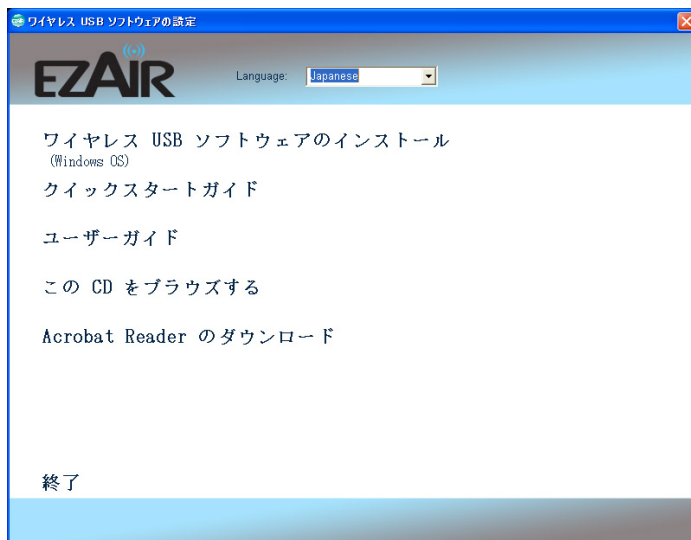 ワイヤレス USB ソフトウェアの設定
EZAiR
Language: Japanese
ワイヤレス USB ソフトウェアのインストール
(Windows OS)
クイックスタートガイド
ユーザーガイド
この CD をブラウズする
Acrobat Reader のダウンロード
終了